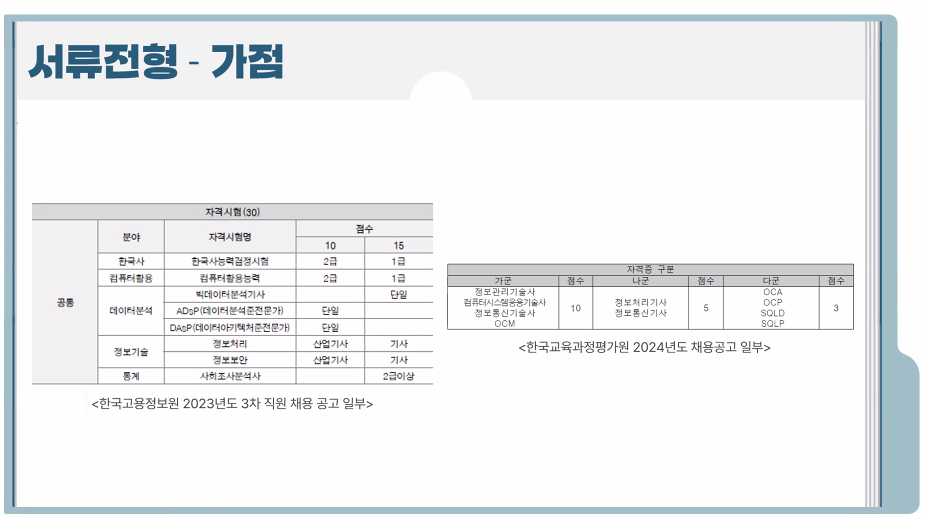 서류전형 - 가점
자격시험(30)
분야 자격시험명 점수
10 15
공통
한국사 한국사능력검정시험 2급 1급
컴퓨터활용 컴퓨터활용능력 2급 1급
데이터분석 빅데이터분석기사 단일
ADsP(데이터분석준전문가) 단일
DAsP(데이터아키텍처준전문가) 단일
정보기술 정보처리 산업기사 기사
정보보안 산업기사 기사
통계 사회조사분석사 2급이상
<한국고용정보원 2023년도 3차 직원 채용 공고 일부>
자격증 구분
가군 점수 나군 점수 다군 점수
정보관리기술사
컴퓨터시스템응용기술사
정보통신기술사
OCM
10
정보처리기사
정보통신기사
5
OCA
OCP
SQLD
SQLP
3
<한국교육과정평가원 2024년도 채용공고 일부>